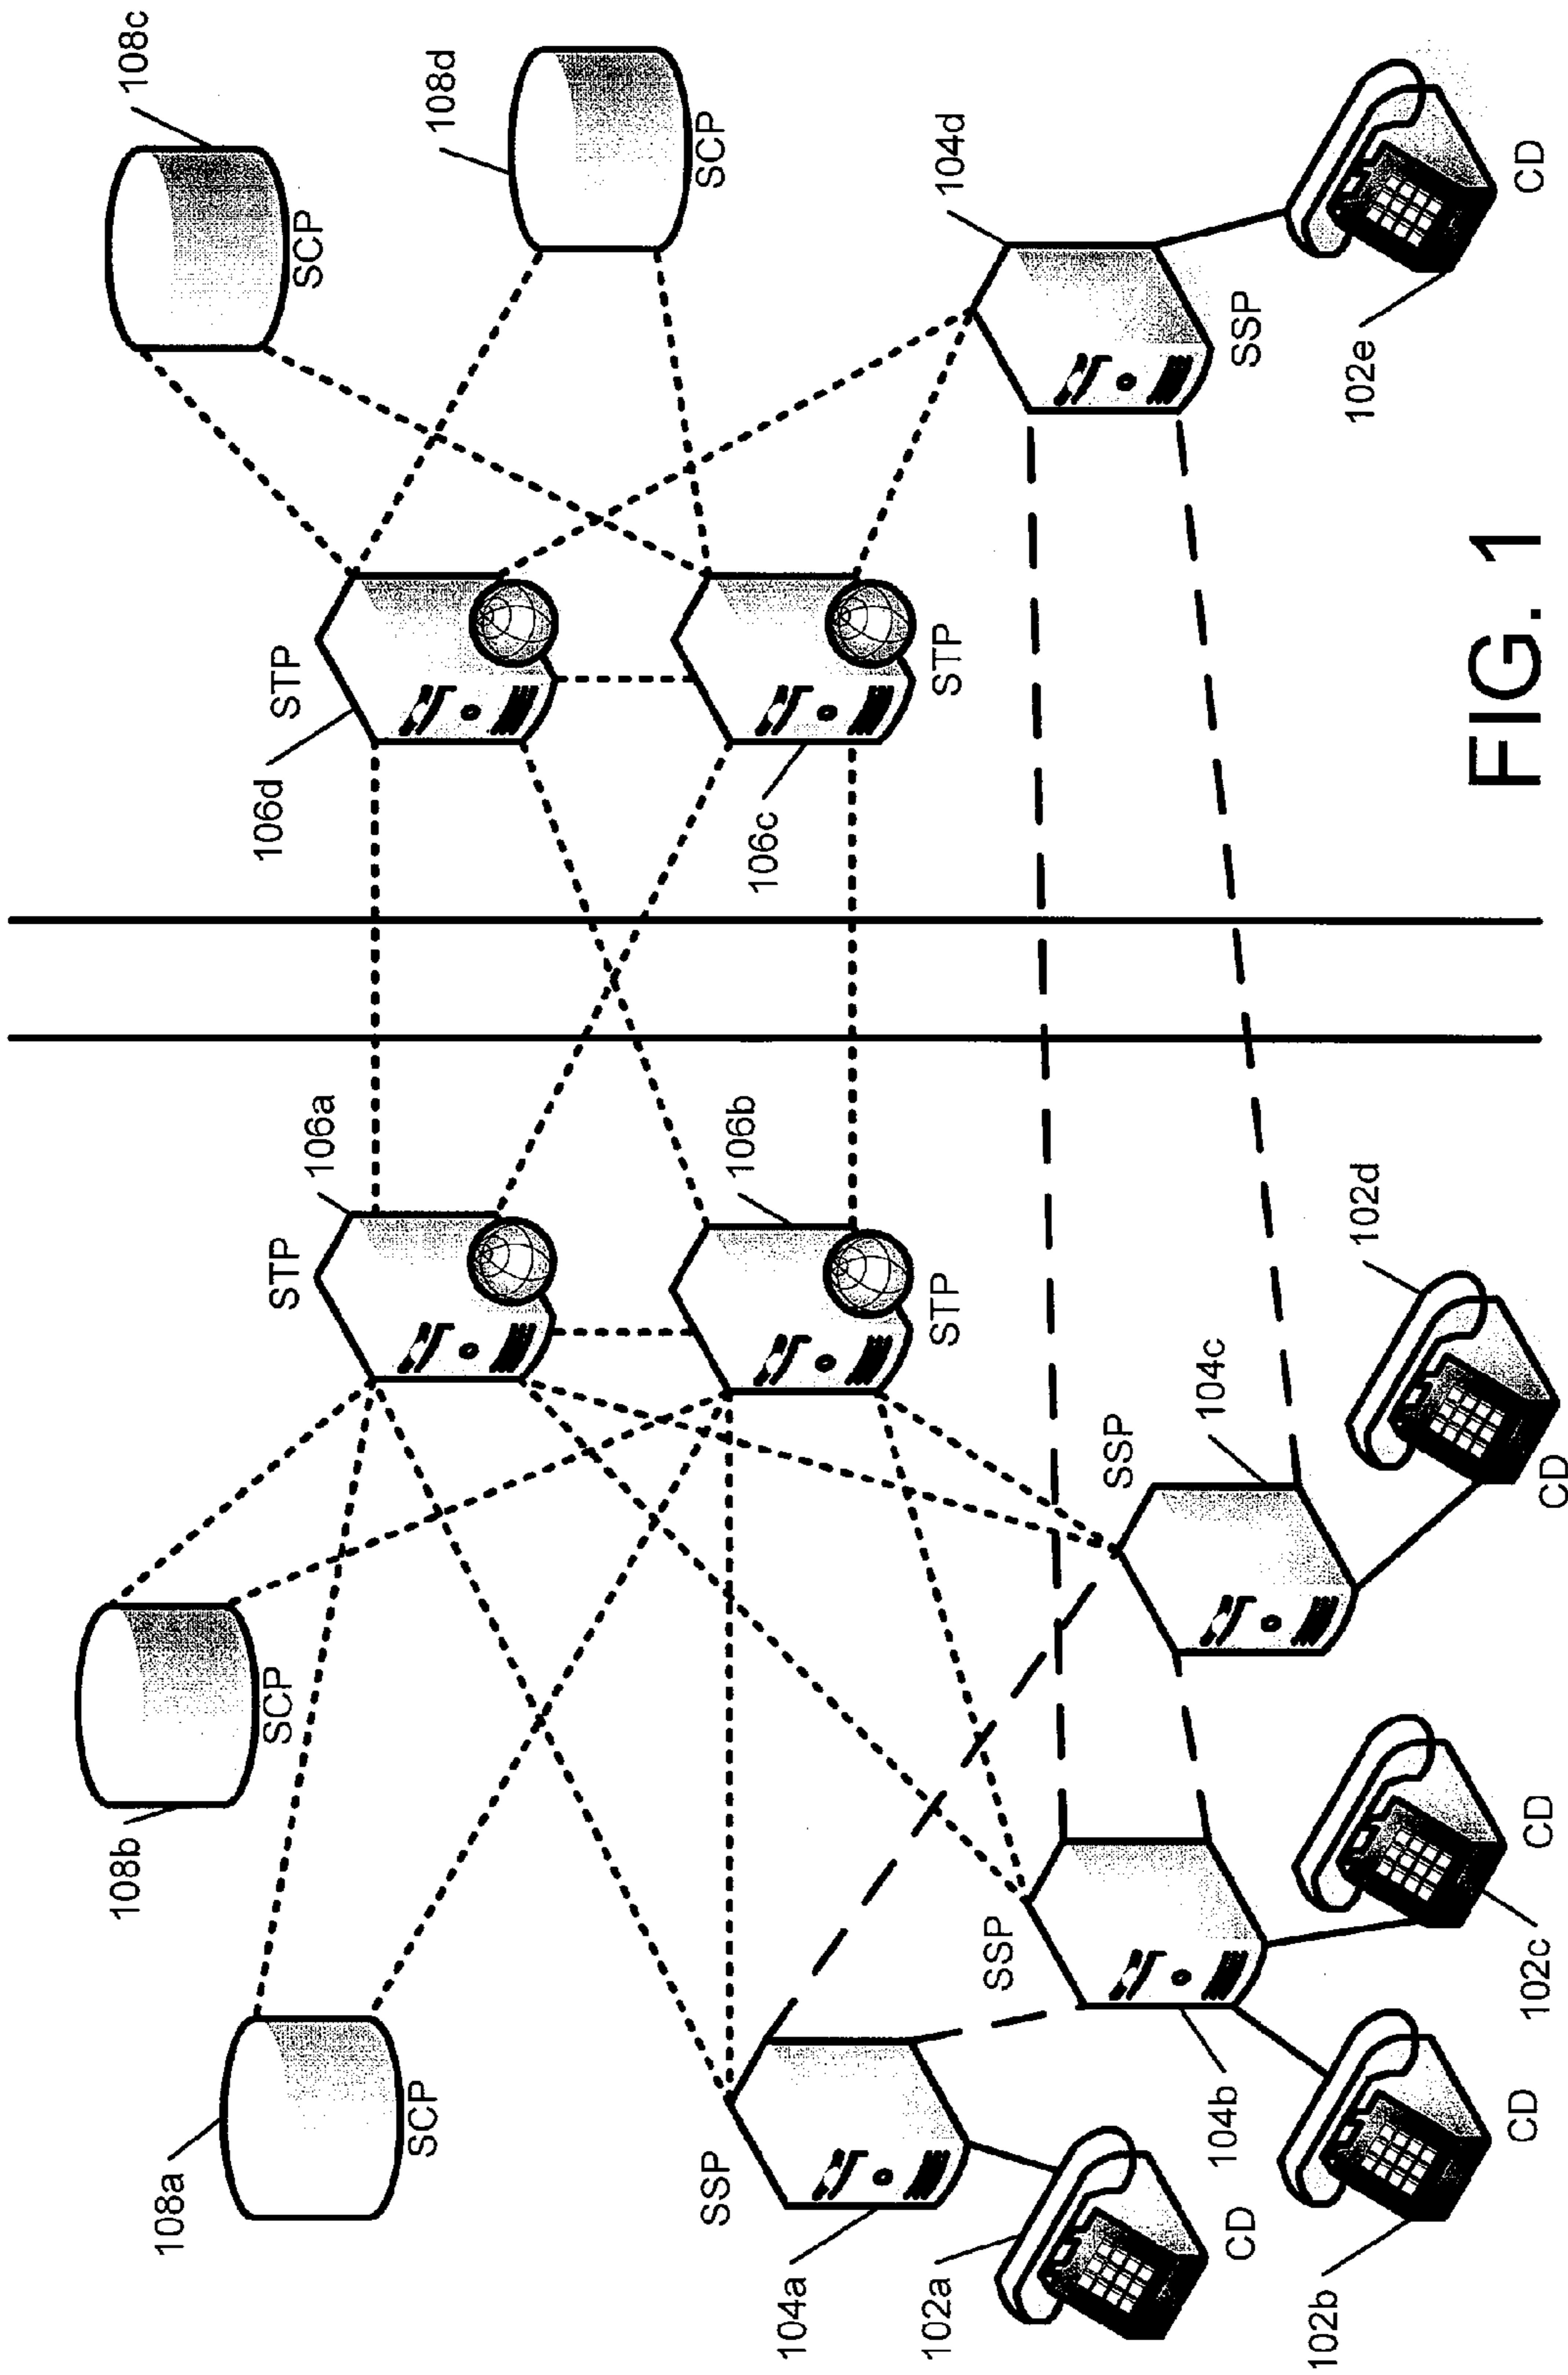 108a
SCP
108b
SCP
STP
106a
106d
STP
108c
SCP
108d
SCP
106b
STP
106c
STP
SSP
104a
102a
CD
SSP
104b
SSP
104c
102d
CD
104d
SSP
102e
CD
102b
CD
102c
CD
FIG. 1